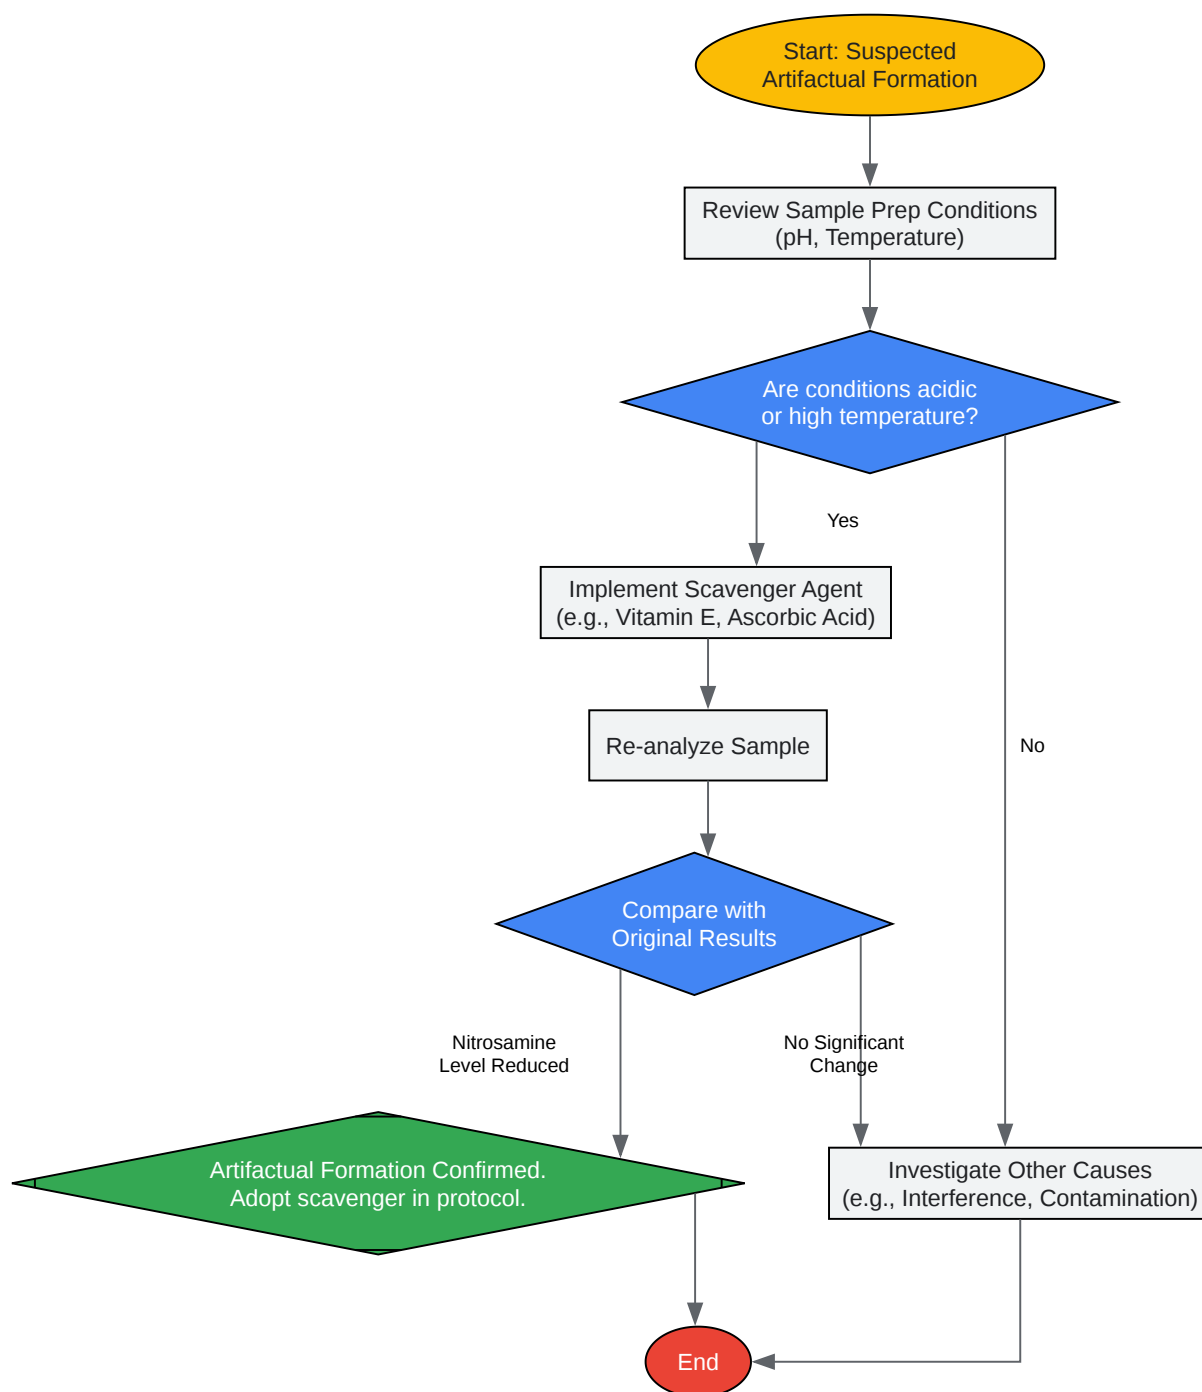 Start: Suspected
Artifactual Formation
Review Sample Prep Conditions
(pH, Temperature)
Are conditions acidic
or high temperature?
Yes
Implement Scavenger Agent
(e.g., Vitamin E, Ascorbic Acid)
Re-analyze Sample
No
Compare with
Original Results
Nitrosamine
Level Reduced
No Significant
Change
Artifactual Formation Confirmed.
Adopt scavenger in protocol.
Investigate Other Causes
(e.g., Interference, Contamination)
End